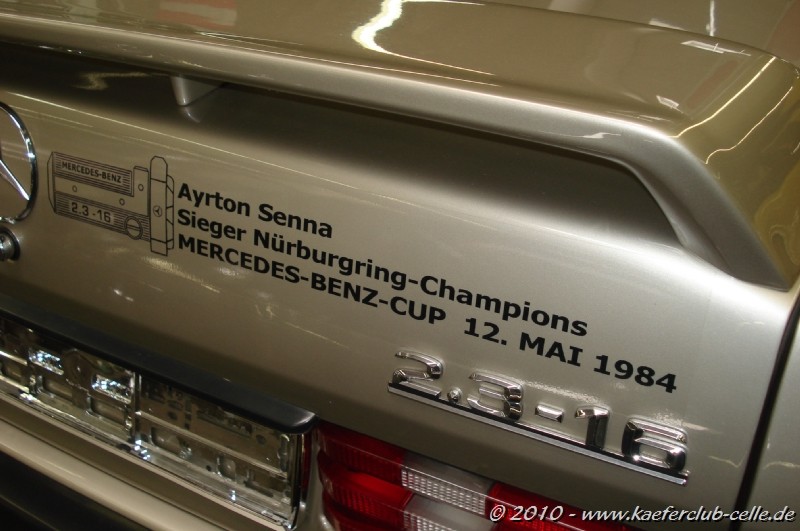 MERCEDES-BENZ
2.3-16
Ayrton Senna
Sieger Nürburgring-Champions
MERCEDES-BENZ-CUP 12. MAI 1984
2.3-16
© 2010 - www.kaeferclub-celle.de